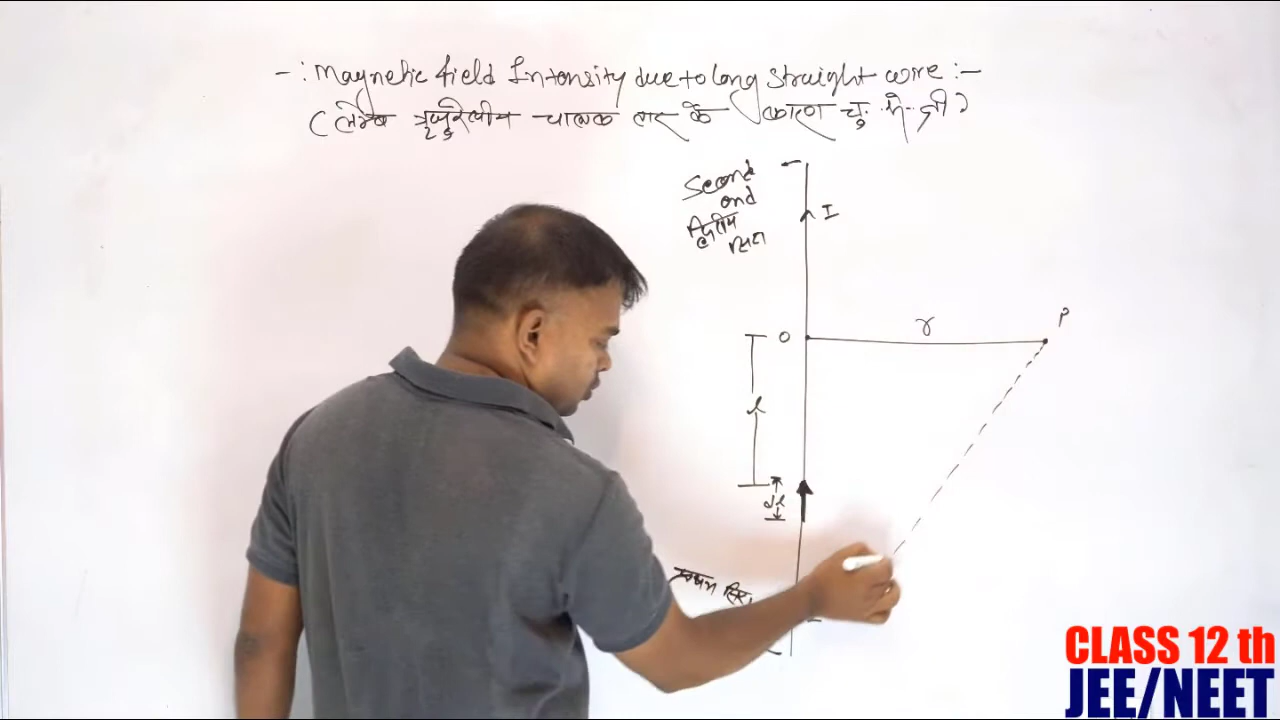 -: Magnetic field Intensity due to long straight wire :-
(लम्बे ऋजुरेखीय चालक तार के कारण चु॰ क्षे॰ ती॰)
Second
end
द्वितीय
सिरा
I
P
r
O
l
dl
प्रथम सिरा
CLASS 12 th
JEE/NEET